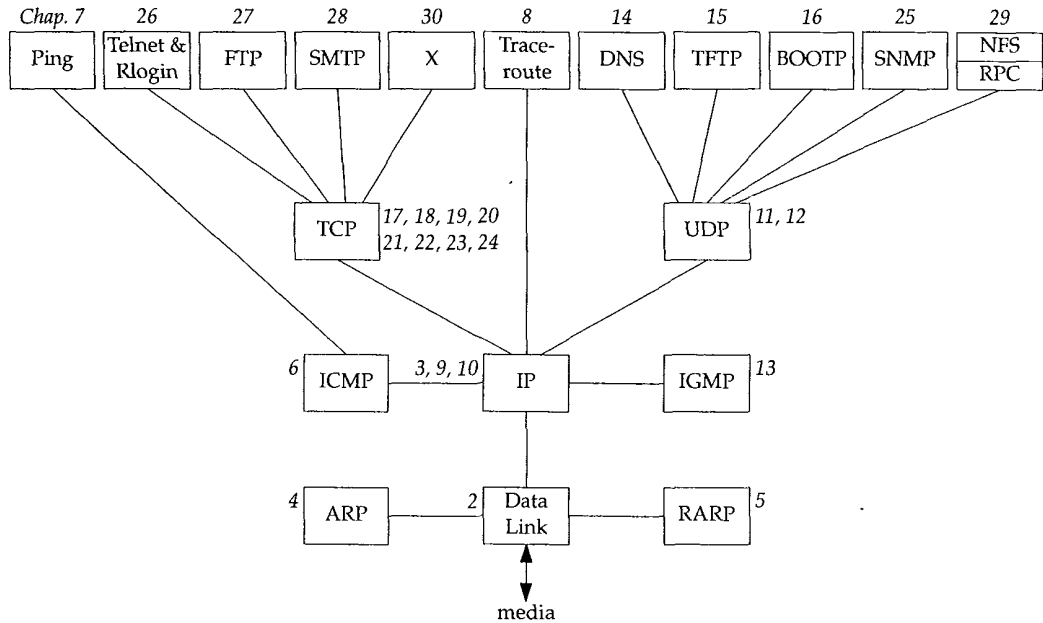 Chap. 7 26 27 28 30 8 14 15 16 25 29
Ping
Telnet &
Rlogin
FTP
SMTP
X
Trace-
route
DNS
TFTP
BOOTP
SNMP
NFS
RPC
TCP
17, 18, 19, 20
21, 22, 23, 24
UDP
11, 12
6
ICMP
3, 9, 10
IP
IGMP
13
4
ARP
2
Data
Link
RARP
5
media